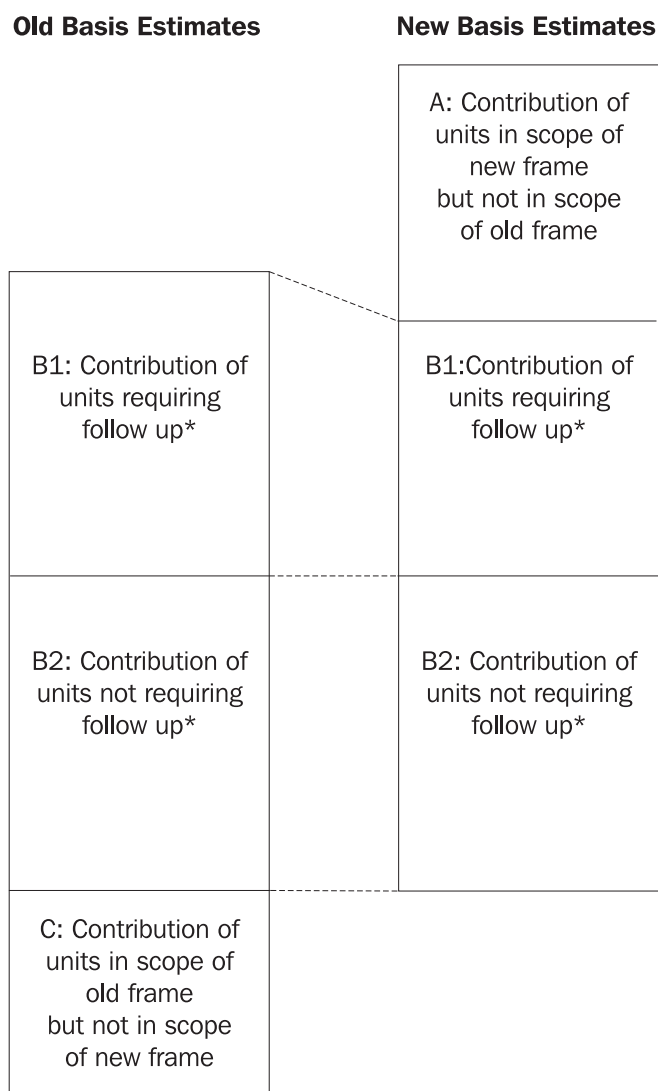 Old Basis Estimates
New Basis Estimates
A: Contribution of
units in scope of
new frame
but not in scope
of old frame
B1: Contribution of
units requiring
follow up*
B1:Contribution of
units requiring
follow up*
B2: Contribution of
units not requiring
follow up*
B2: Contribution of
units not requiring
follow up*
C: Contribution of
units in scope of
old frame
but not in scope
of new frame